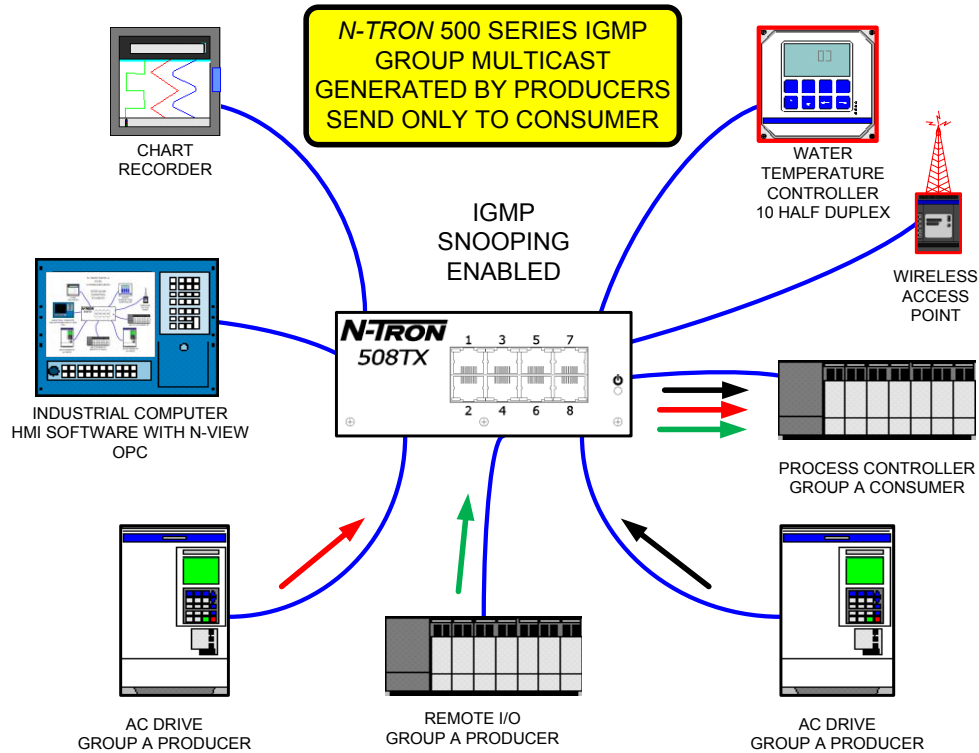 N-TRON 500 SERIES IGMP
GROUP MULTICAST
GENERATED BY PRODUCERS
SEND ONLY TO CONSUMER
CHART
RECORDER
03
WATER
TEMPERATURE
CONTROLLER
10 HALF DUPLEX
IGMP
SNOOPING
ENABLED
WIRELESS
ACCESS
POINT
N-TRON
508TX
1 3 5 7
2 4 6 8
INDUSTRIAL COMPUTER
HMI SOFTWARE WITH N-VIEW
OPC
PROCESS CONTROLLER
GROUP A CONSUMER
AC DRIVE
GROUP A PRODUCER
REMOTE I/O
GROUP A PRODUCER
AC DRIVE
GROUP A PRODUCER